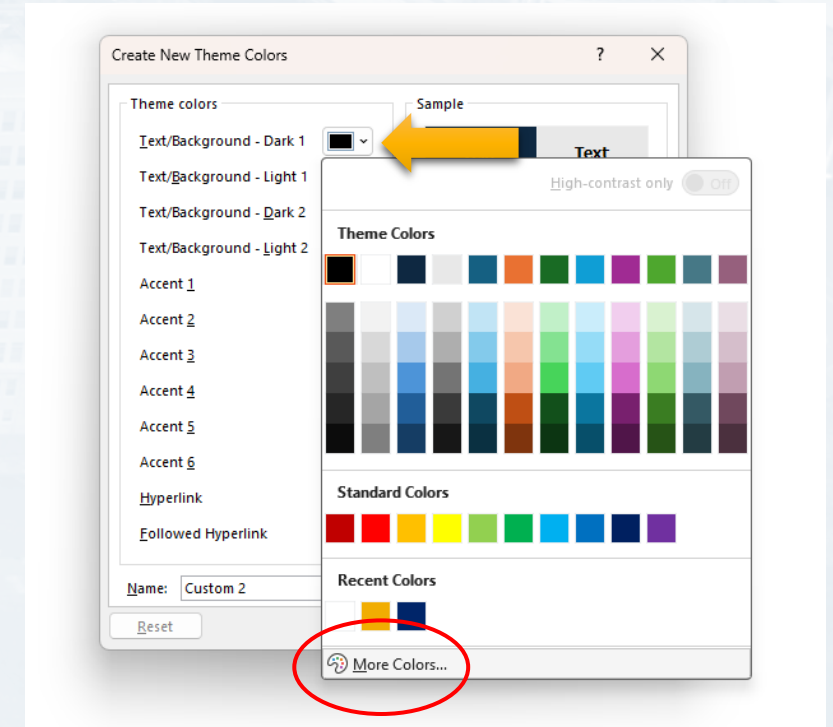 Create New Theme Colors ?
Theme colors
Sample
Text/Background - Dark 1
Text
Text/Background - Light 1
High-contrast only Off
Text/Background - Dark 2
Theme Colors
Text/Background - Light 2
Accent 1
Accent 2
Accent 3
Accent 4
Accent 5
Accent 6
Hyperlink
Standard Colors
Followed Hyperlink
Recent Colors
Name: Custom 2
Reset
More Colors...